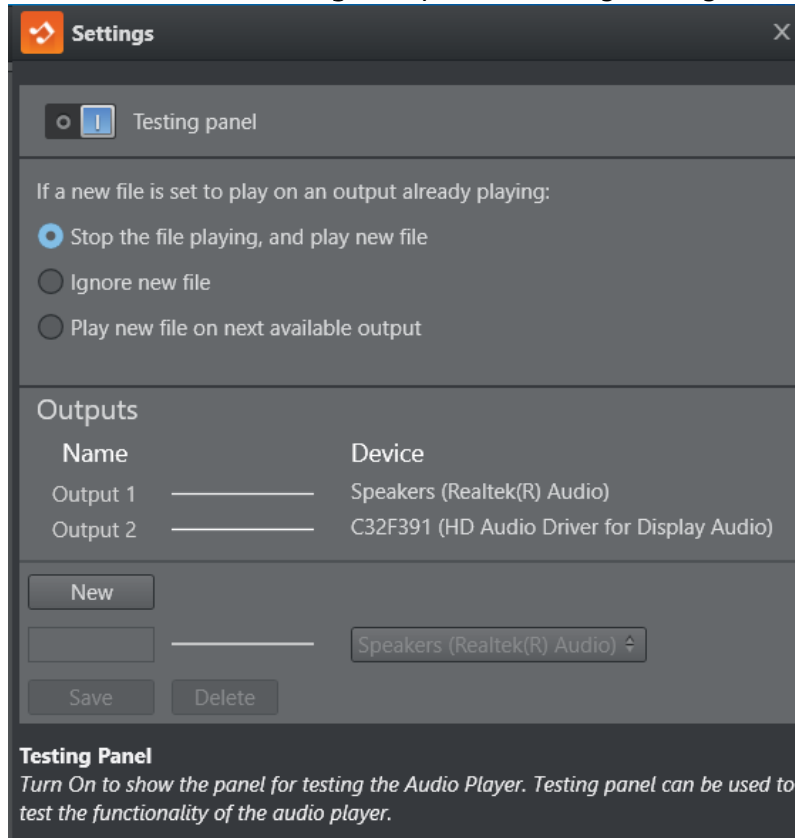 Settings
X
Testing panel
If a new file is set to play on an output already playing:
Stop the file playing, and play new file
Ignore new file
Play new file on next available output
Outputs
Name Device
Output 1 Speakers (Realtek(R) Audio)
Output 2 C32F391 (HD Audio Driver for Display Audio)
New
Speakers (Realtek(R) Audio)
Save Delete
Testing Panel
Turn On to show the panel for testing the Audio Player. Testing panel can be used to
test the functionality of the audio player.